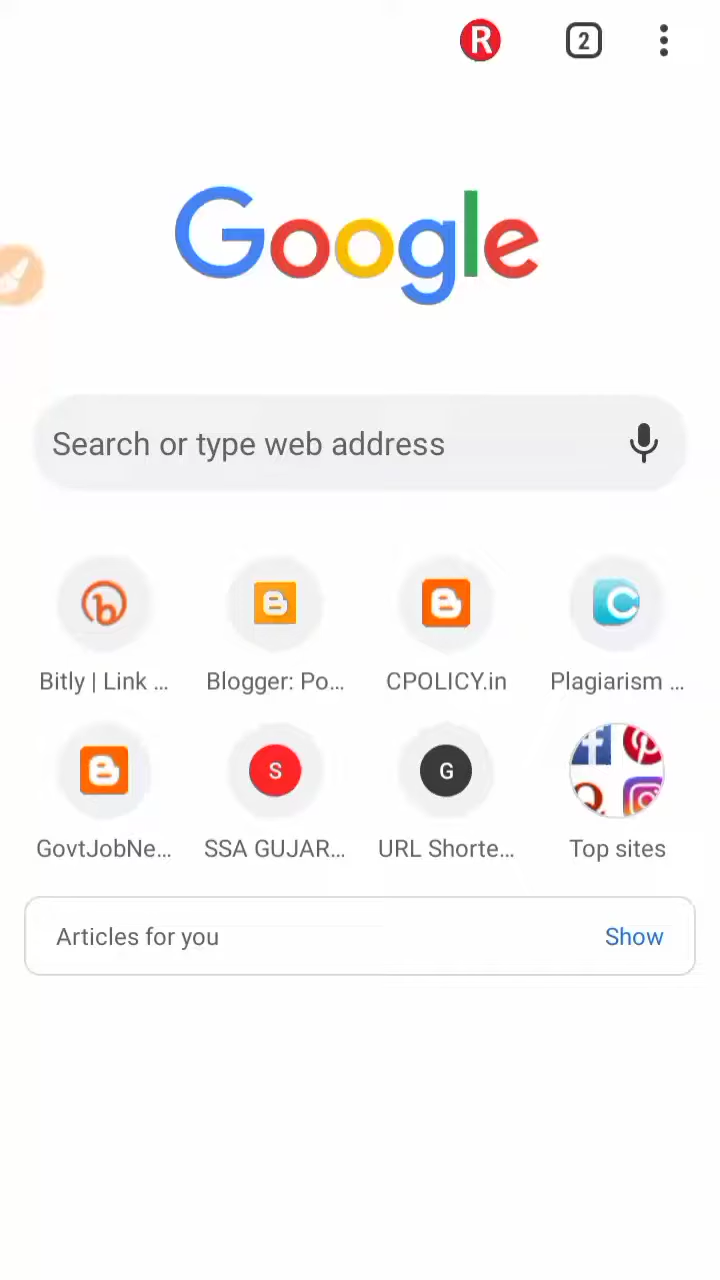 R
2
Google
Search or type web address
Bitly | Link ...
Blogger: Po...
CPOLICY.in
Plagiarism ...
S
G
GovtJobNe...
SSA GUJAR...
URL Shorte...
Top sites
Articles for you
Show